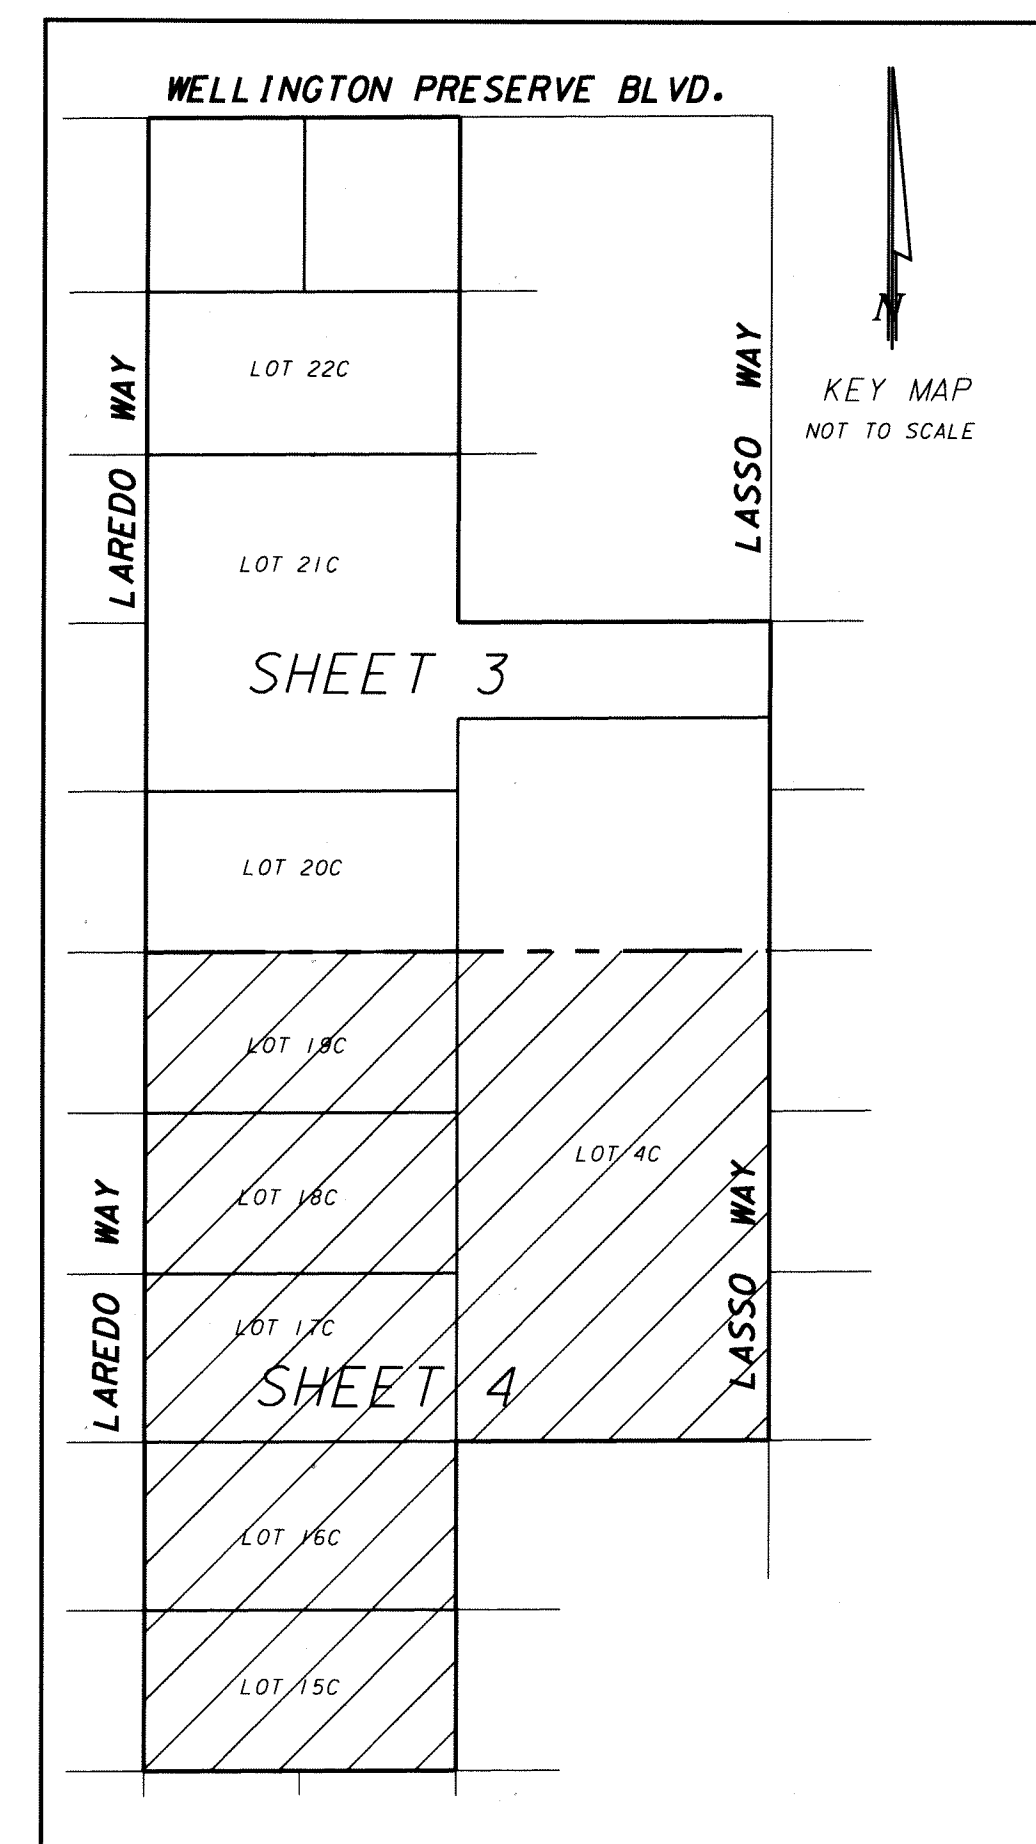 WELLINGTON PRESERVE BLVD.
N
KEY MAP
NOT TO SCALE
LAREDO WAY
LASSO WAY
LOT 22C
LOT 21C
SHEET 3
LOT 20C
LOT 19C
LOT 18C
LOT 4C
LAREDO WAY
LASSO WAY
LOT 17C
SHEET 4
LOT 16C
LOT 15C